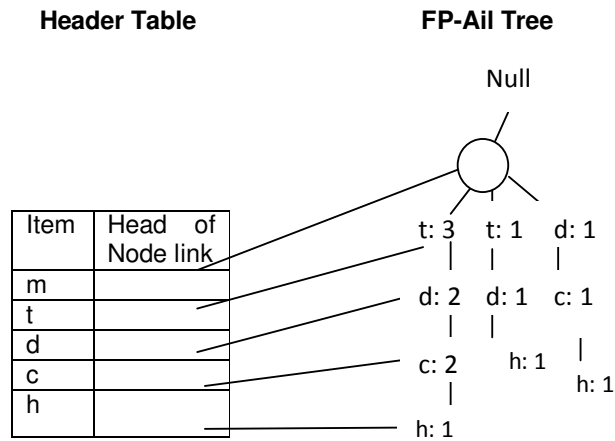 Header Table FP-Ail Tree
Null
Item Head of
Node link
m
t
d
c
h
t: 3 t: 1 d: 1
d: 2 d: 1 c: 1
c: 2 h: 1 h: 1
h: 1